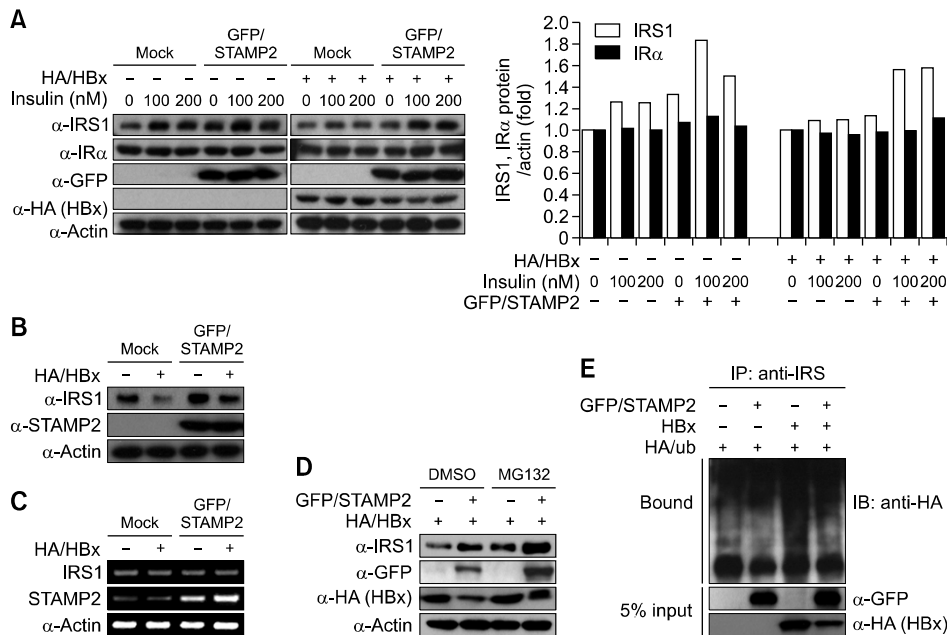 A
Mock
GFP/
STAMP2
Mock
GFP/
STAMP2
HA/HBx – – – – – – + + + + + +
Insulin (nM) 0 100 200 0 100 200 0 100 200 0 100 200
α-IRS1
α-IRα
α-GFP
α-HA (HBx)
α-Actin
IRS1, IRα protein
/actin (fold)
2.0
1.8
1.6
1.4
1.2
1.0
0.8
0.6
0.4
0.2
0
IRS1
IRα
HA/HBx – – – – – – + + + + + +
Insulin (nM) 0 100 200 0 100 200 0 100 200 0 100 200
GFP/STAMP2 – – – + + + – – – + + +
B
Mock
GFP/
STAMP2
HA/HBx – + – +
α-IRS1
α-STAMP2
α-Actin
C
Mock
GFP/
STAMP2
HA/HBx – + – +
IRS1
STAMP2
Actin
D
DMSO MG132
GFP/STAMP2 – + – +
HA/HBx + + + +
α-IRS1
α-GFP
α-HA (HBx)
α-Actin
E
IP: anti-IRS
GFP/STAMP2 – + – +
HBx – – + +
HA/ub + + + +
Bound
IB: anti-HA
5% input
α-GFP
α-HA (HBx)